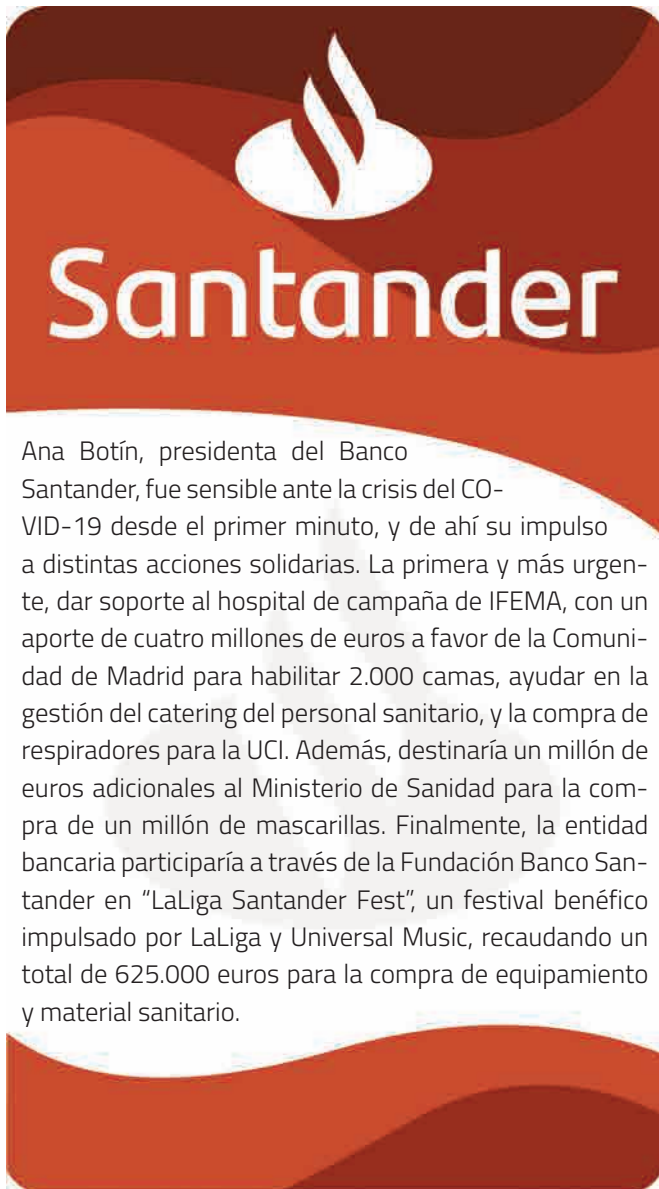 Santander
Ana Botín, presidenta del Banco
Santander, fue sensible ante la crisis del CO-
VID-19 desde el primer minuto, y de ahí su impulso
a distintas acciones solidarias. La primera y más urgen-
te, dar soporte al hospital de campaña de IFEMA, con un
aporte de cuatro millones de euros a favor de la Comuni-
dad de Madrid para habilitar 2.000 camas, ayudar en la
gestión del catering del personal sanitario, y la compra de
respiradores para la UCI. Además, destinaría un millón de
euros adicionales al Ministerio de Sanidad para la com-
pra de un millón de mascarillas. Finalmente, la entidad
bancaria participaría a través de la Fundación Banco San-
tander en “LaLiga Santander Fest”, un festival benéfico
impulsado por LaLiga y Universal Music, recaudando un
total de 625.000 euros para la compra de equipamiento
y material sanitario.